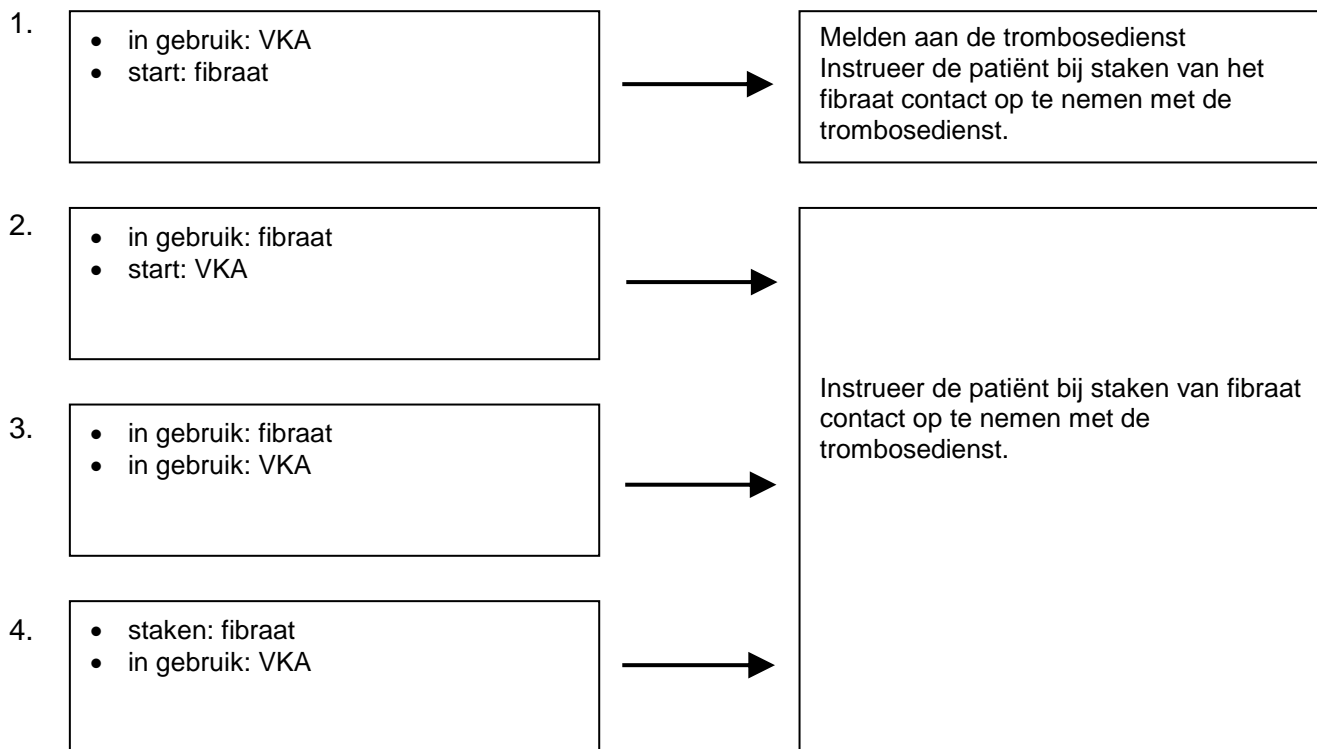 1.
• in gebruik: VKA
• start: fibraat
Melden aan de trombosedienst
Instrueer de patiënt bij staken van het
fibraat contact op te nemen met de
trombosedienst.
2.
• in gebruik: fibraat
• start: VKA
3.
• in gebruik: fibraat
• in gebruik: VKA
Instrueer de patiënt bij staken van fibraat
contact op te nemen met de
trombosedienst.
4.
• staken: fibraat
• in gebruik: VKA